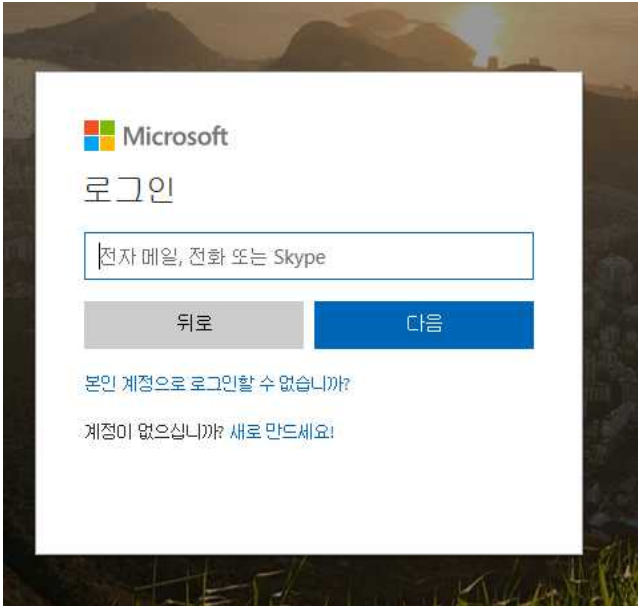 Microsoft
로그인
전자 메일, 전화 또는 Skype
뒤로 다음
본인 계정으로 로그인할 수 없습니까?
계정이 없으십니까? 새로 만드세요!